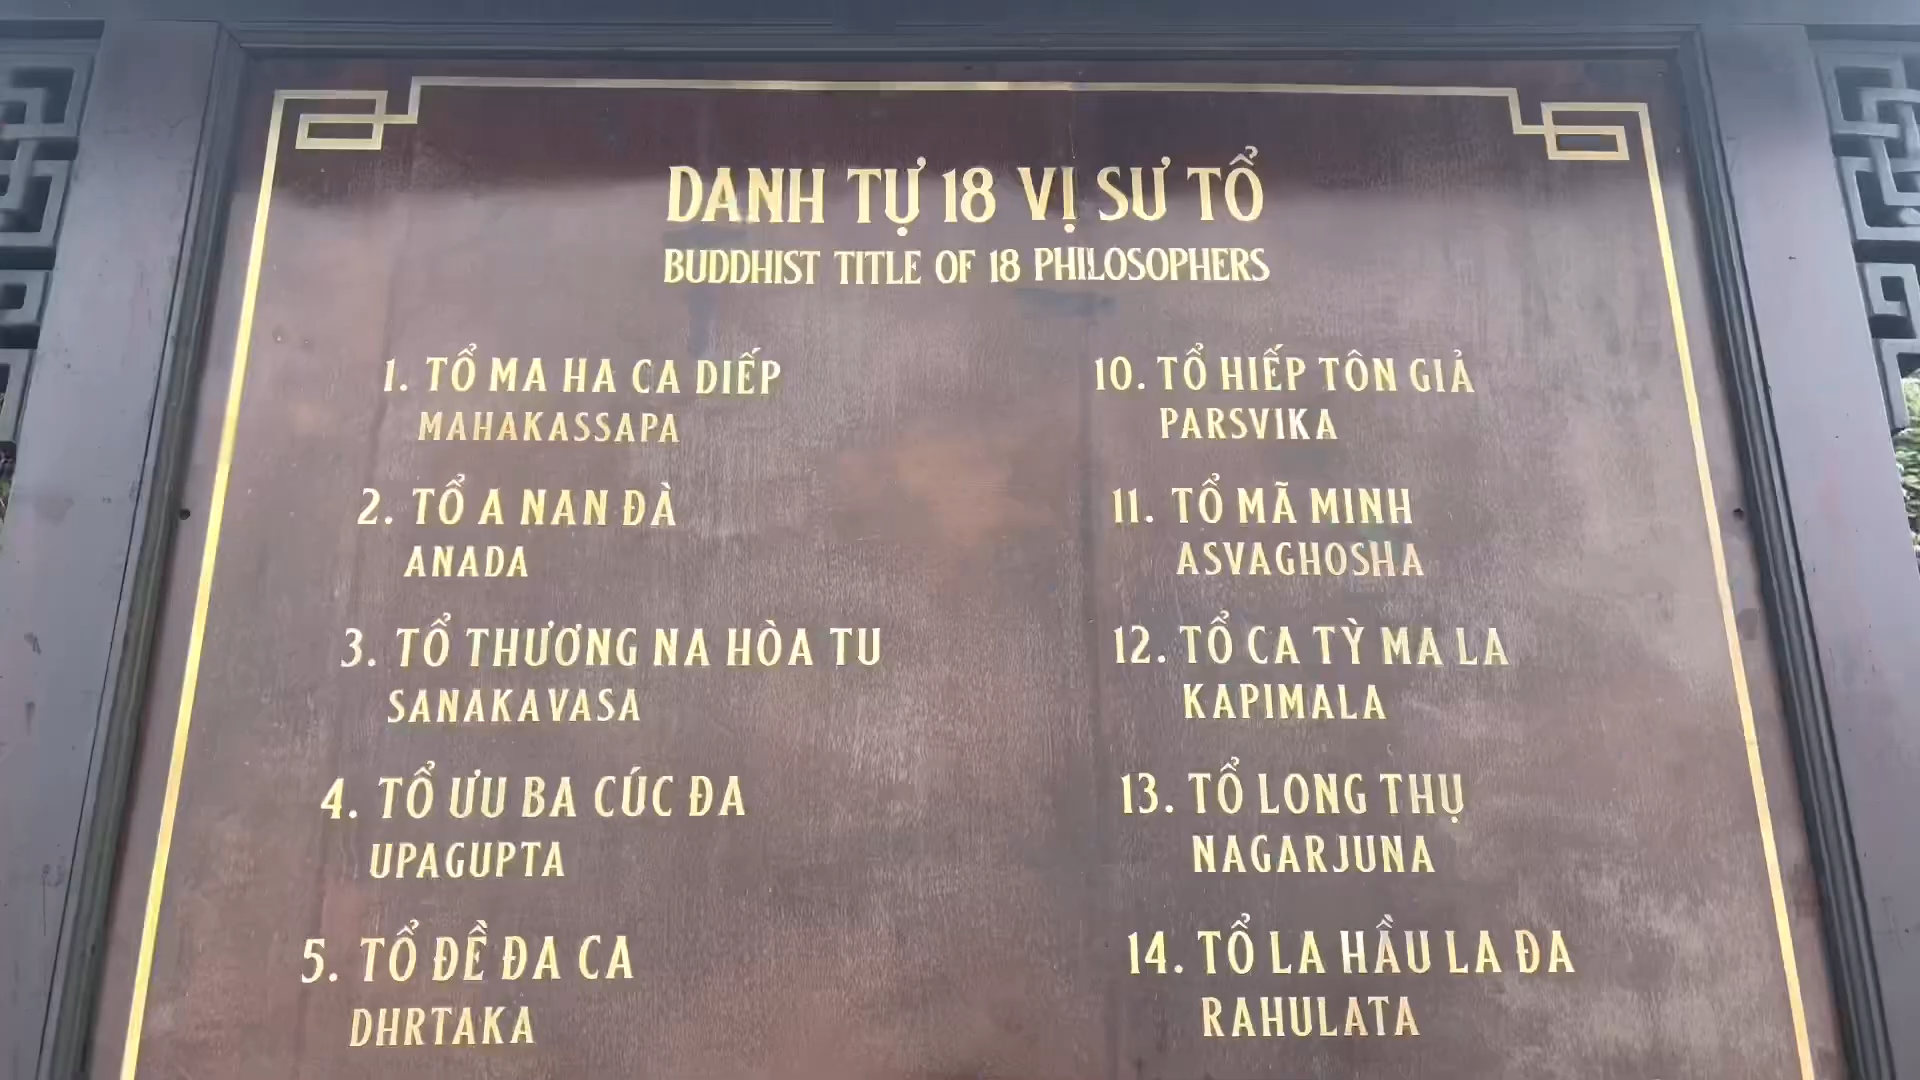 DANH TỰ 18 VỊ SƯ TỔ
BUDDHIST TITLE OF 18 PHILOSOPHERS
1. TỔ MA HA CA DIẾP
MAHAKASSAPA
2. TỔ A NAN ĐÀ
ANADA
3. TỔ THƯƠNG NA HÒA TU
SANAKAVASA
4. TỔ ƯU BA CÚC ĐA
UPAGUPTA
5. TỔ ĐỀ ĐA CA
DHRTAKA
10. TỔ HIẾP TÔN GIẢ
PARSVIKA
11. TỔ MÃ MINH
ASVAGHOSHA
12. TỔ CA TỲ MA LA
KAPIMALA
13. TỔ LONG THỤ
NAGARJUNA
14. TỔ LA HẦU LA ĐA
RAHULATA